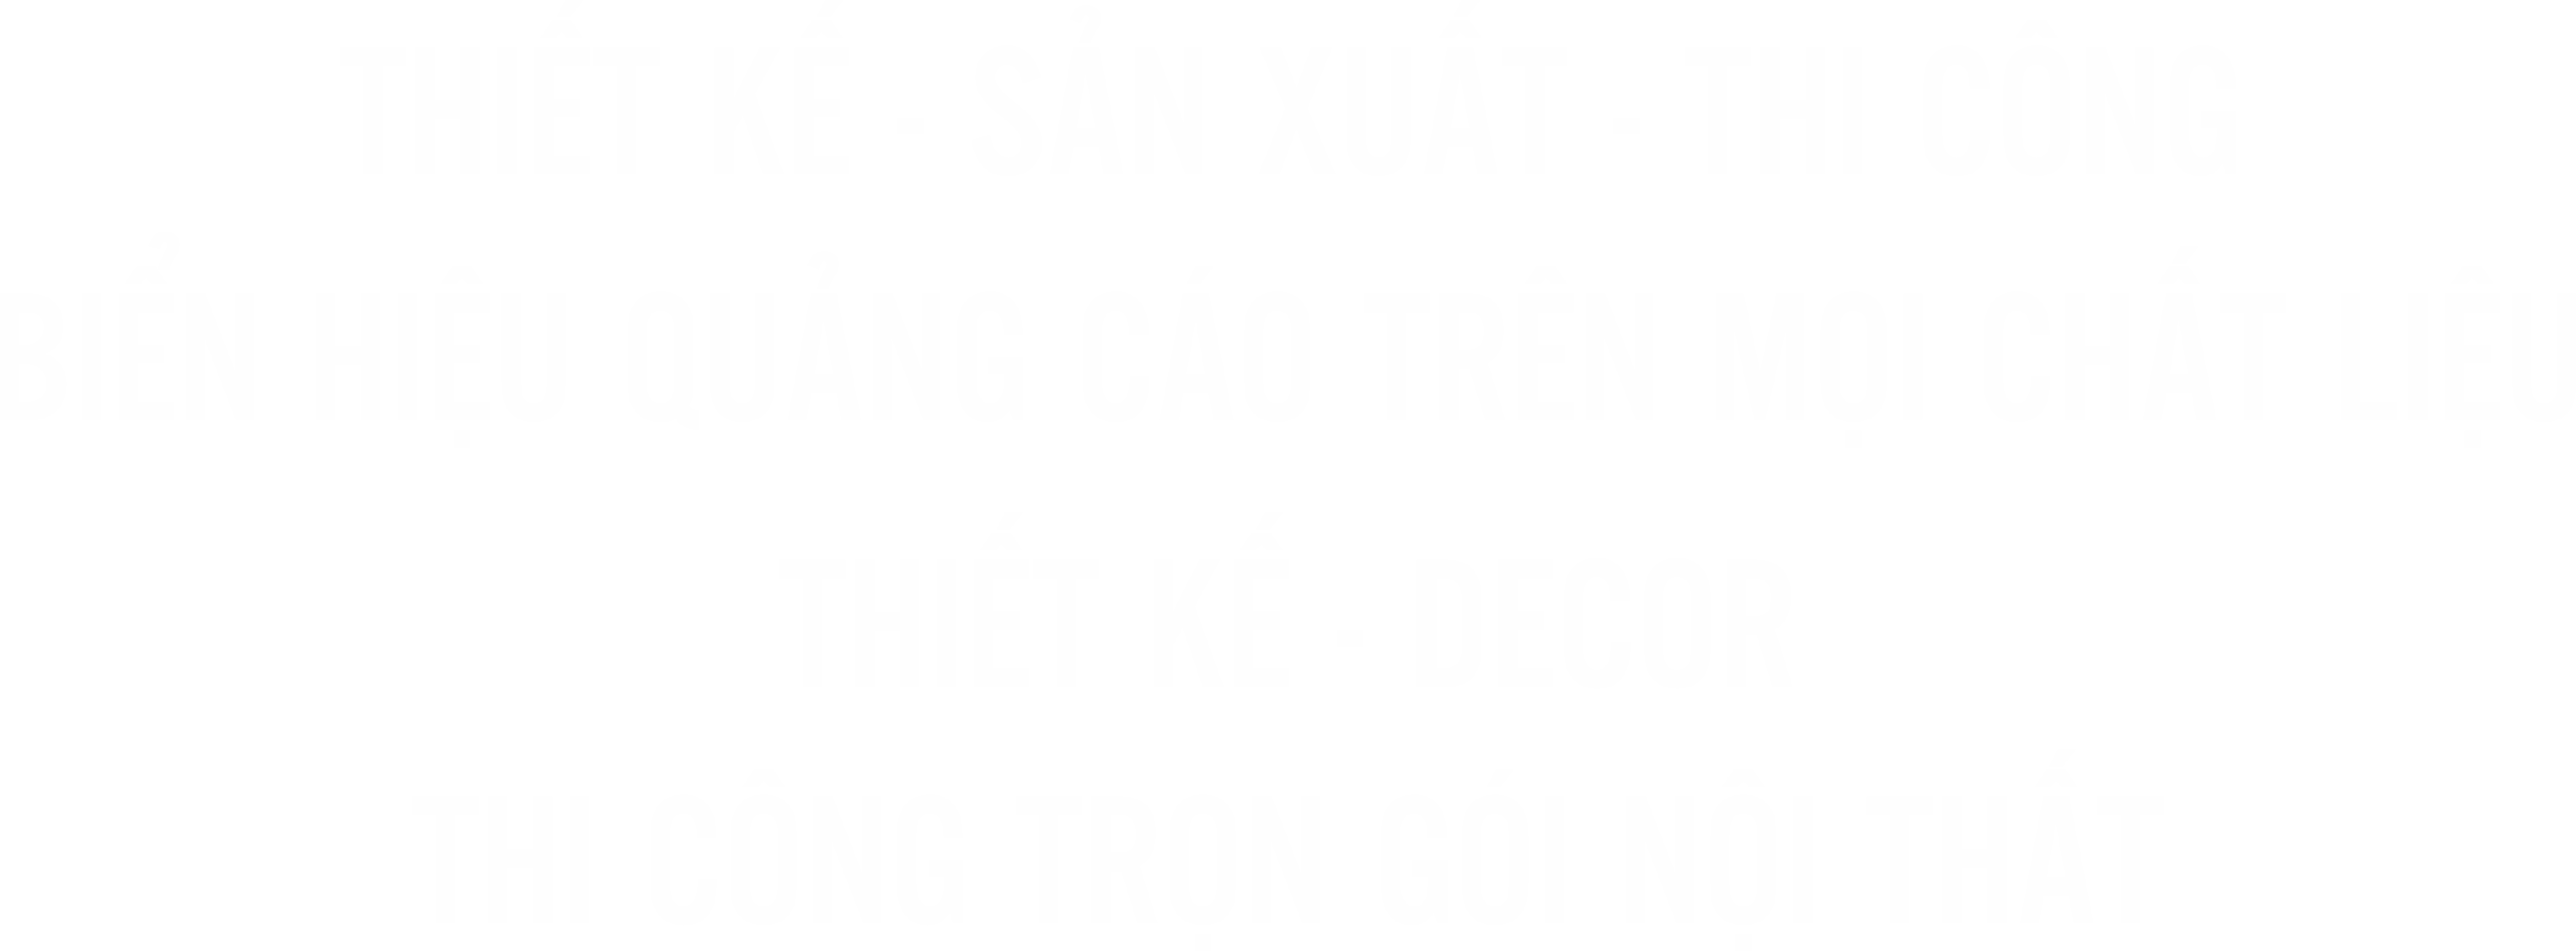 THIẾT KẾ - SẢN XUẤT - THI CÔNG
BIỂN HIỆU QUẢNG CÁO TRÊN MỌI CHẤT LIỆU
THIẾT KẾ - DECOR
THI CÔNG TRỌN GÓI NỘI THẤT